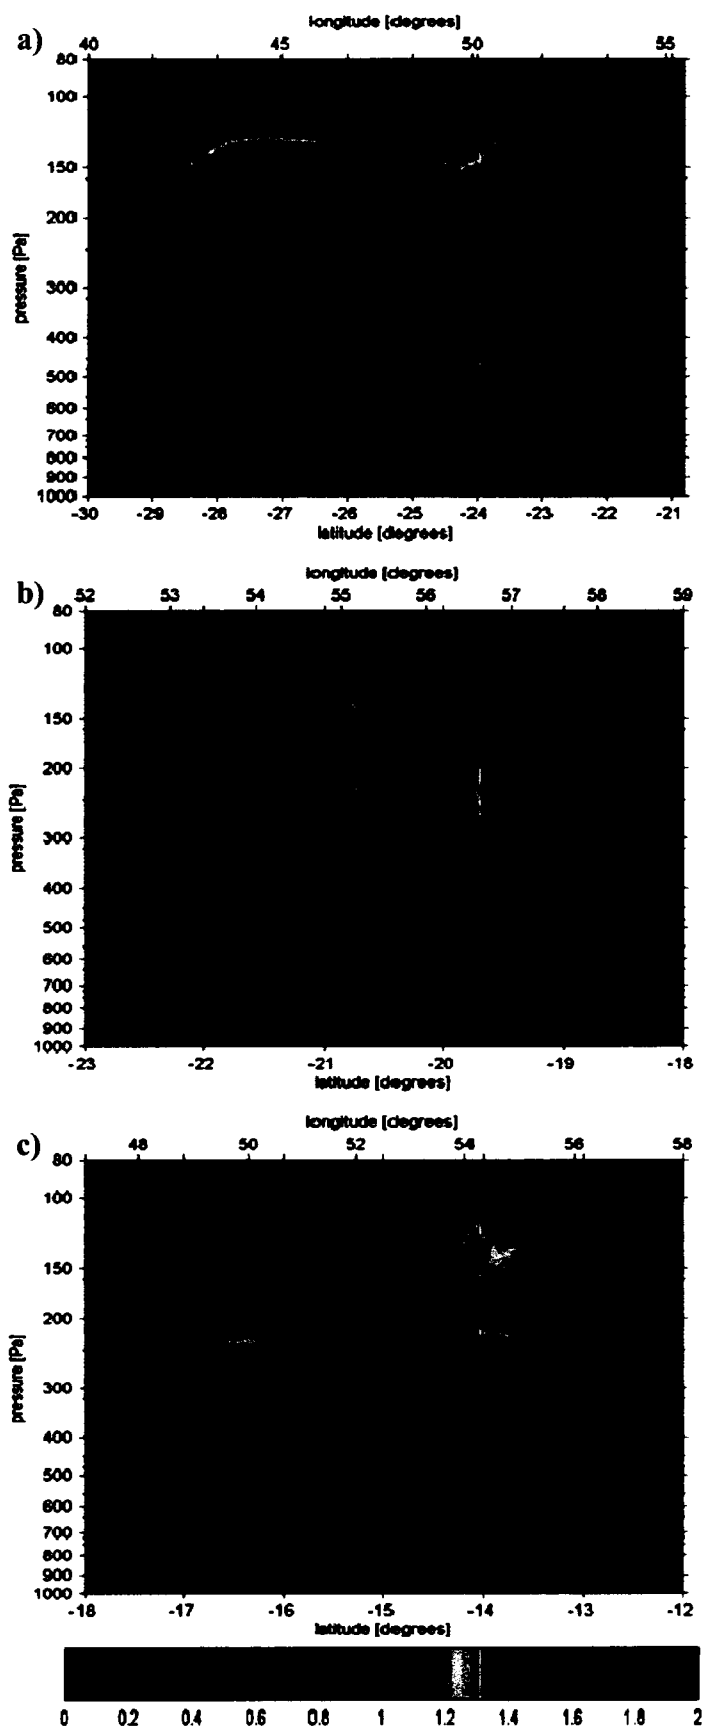 longitude [degrees]
a) 40 45 50 55
80
100
150
200
300
400
500
600
700
800
900
1000
pressure [Pa]
-30 -29 -28 -27 -26 -25 -24 -23 -22 -21
latitude [degrees]
longitude [degrees]
b) 52 53 54 55 56 57 58 59
80
100
150
200
300
400
500
600
700
800
900
1000
pressure [Pa]
-23 -22 -21 -20 -19 -18
latitude [degrees]
longitude [degrees]
c) 48 50 52 54 56 58
80
100
150
200
300
400
500
600
700
800
900
1000
pressure [Pa]
-18 -17 -16 -15 -14 -13 -12
latitude [degrees]
0 0.2 0.4 0.6 0.8 1 1.2 1.4 1.6 1.8 2